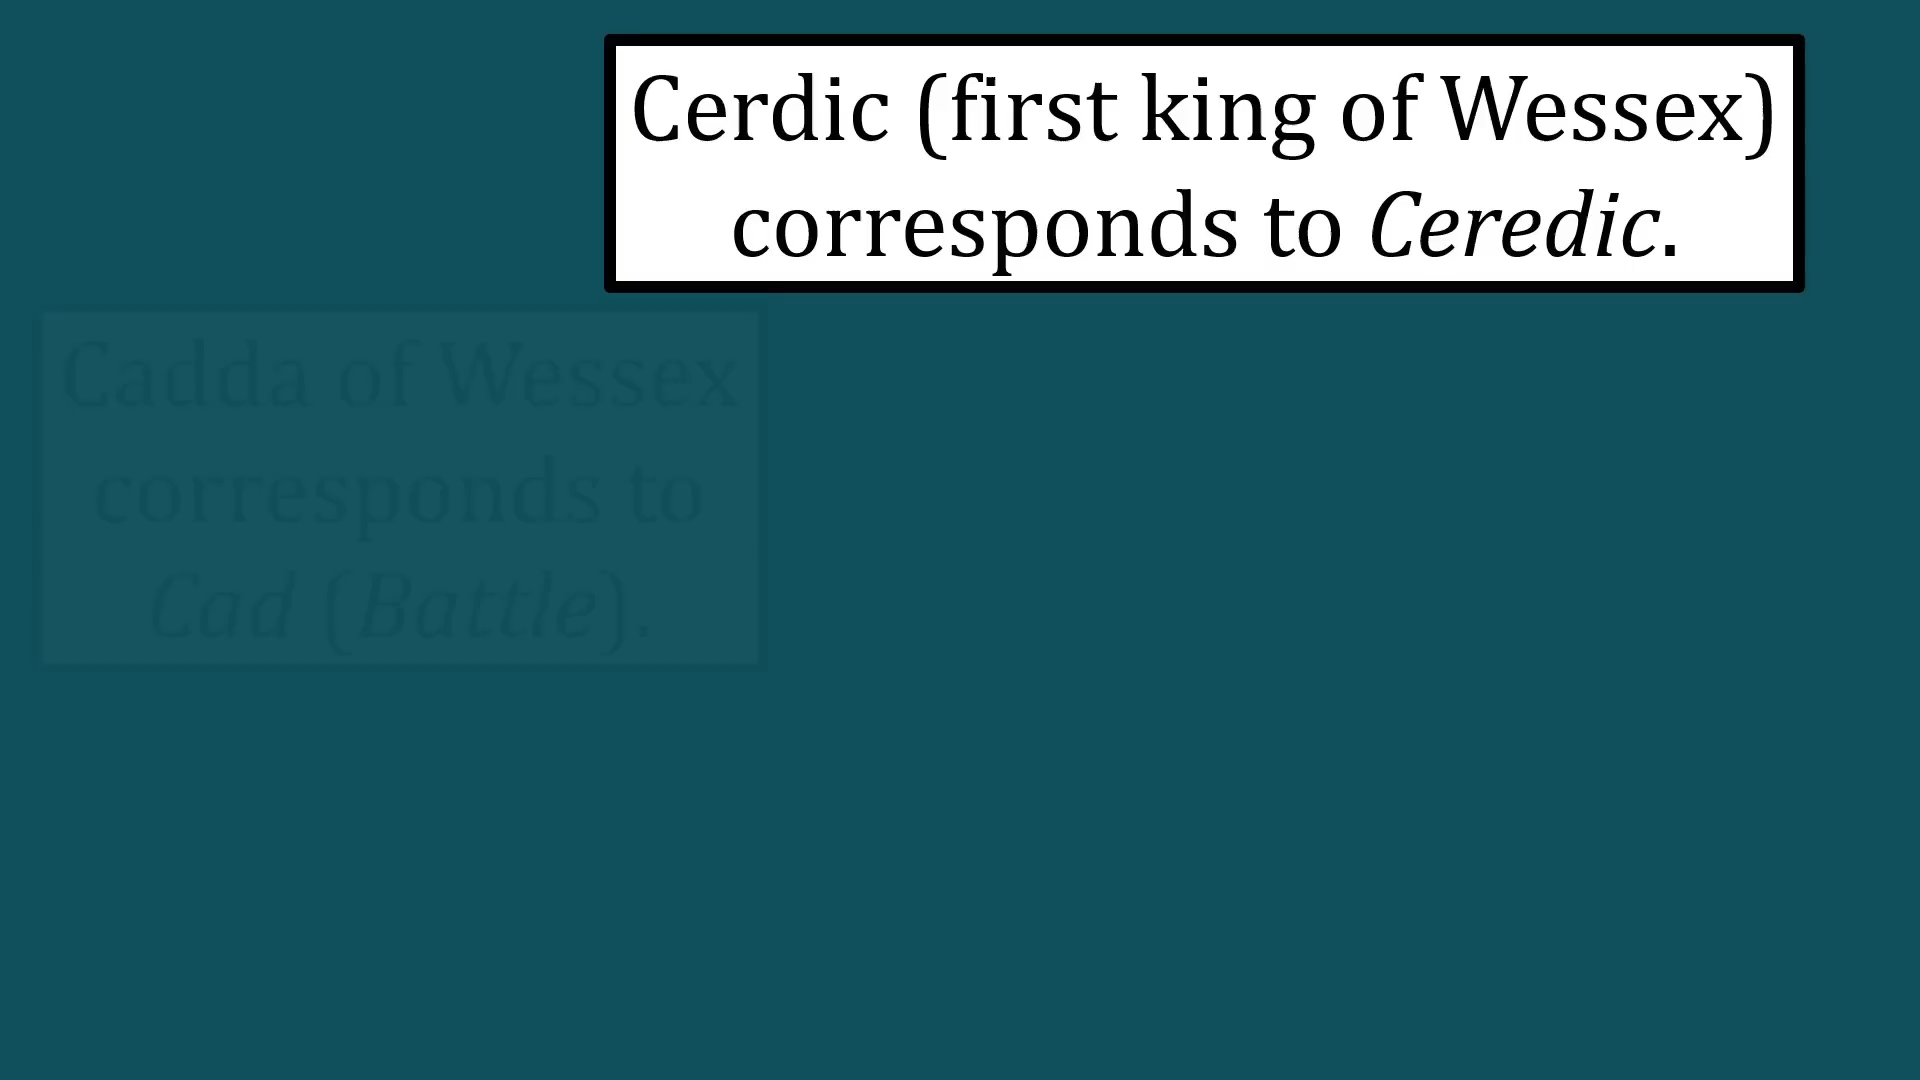 Cerdic (first king of Wessex)
corresponds to Ceredic.
Cadda of Wessex
corresponds to
Cad (Battle).